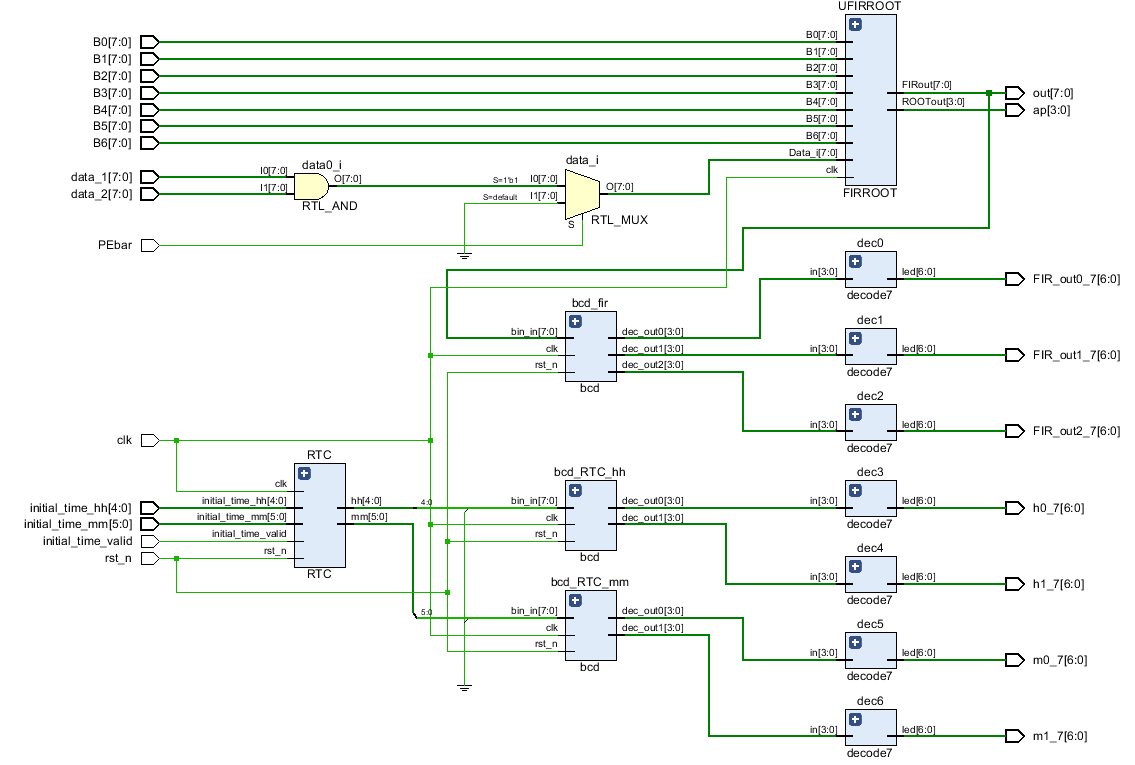 UFIRROOT
B0[7:0] B0[7:0]
B1[7:0] B1[7:0]
B2[7:0] B2[7:0]
B3[7:0] B3[7:0] FIRout[7:0] out[7:0]
B4[7:0] B4[7:0] ROOTout[3:0] ap[3:0]
B5[7:0] B5[7:0]
B6[7:0] B6[7:0]
Data_i[7:0]
clk
FIRROOT
data0_i
data_1[7:0] I0[7:0] O[7:0]
data_2[7:0] I1[7:0]
RTL_AND
data_i
S=1'b1 I0[7:0] O[7:0]
S=default I1[7:0]
S RTL_MUX
PEbar
dec0
in[3:0] led[6:0] FIR_out0_7[6:0]
decode7
bcd_fir
bin_in[7:0] dec_out0[3:0]
clk dec_out1[3:0]
rst_n dec_out2[3:0]
bcd
dec1
in[3:0] led[6:0] FIR_out1_7[6:0]
decode7
dec2
in[3:0] led[6:0] FIR_out2_7[6:0]
decode7
clk
RTC
clk
initial_time_hh[4:0] initial_time_hh[4:0] hh[4:0] 4:0
initial_time_mm[5:0] initial_time_mm[5:0] mm[5:0]
initial_time_valid initial_time_valid
rst_n rst_n
RTC
bcd_RTC_hh
bin_in[7:0] dec_out0[3:0]
clk dec_out1[3:0]
rst_n
bcd
dec3
in[3:0] led[6:0] h0_7[6:0]
decode7
dec4
in[3:0] led[6:0] h1_7[6:0]
decode7
bcd_RTC_mm
5:0 bin_in[7:0] dec_out0[3:0]
clk dec_out1[3:0]
rst_n
bcd
dec5
in[3:0] led[6:0] m0_7[6:0]
decode7
dec6
in[3:0] led[6:0] m1_7[6:0]
decode7